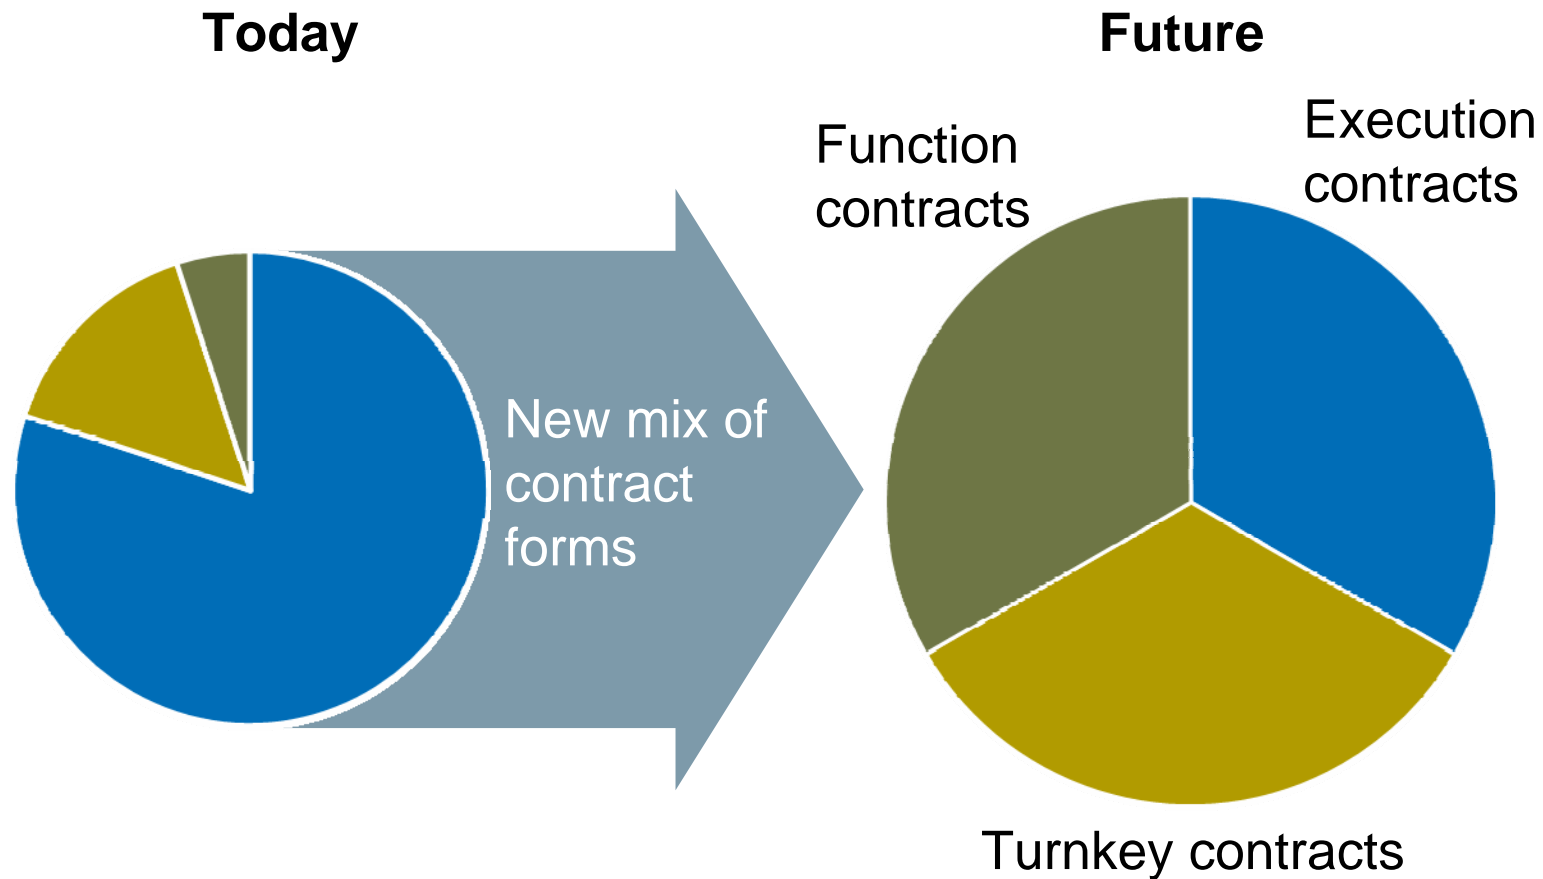 Today
Future
Function
contracts
Execution
contracts
New mix of
contract
forms
Turnkey contracts